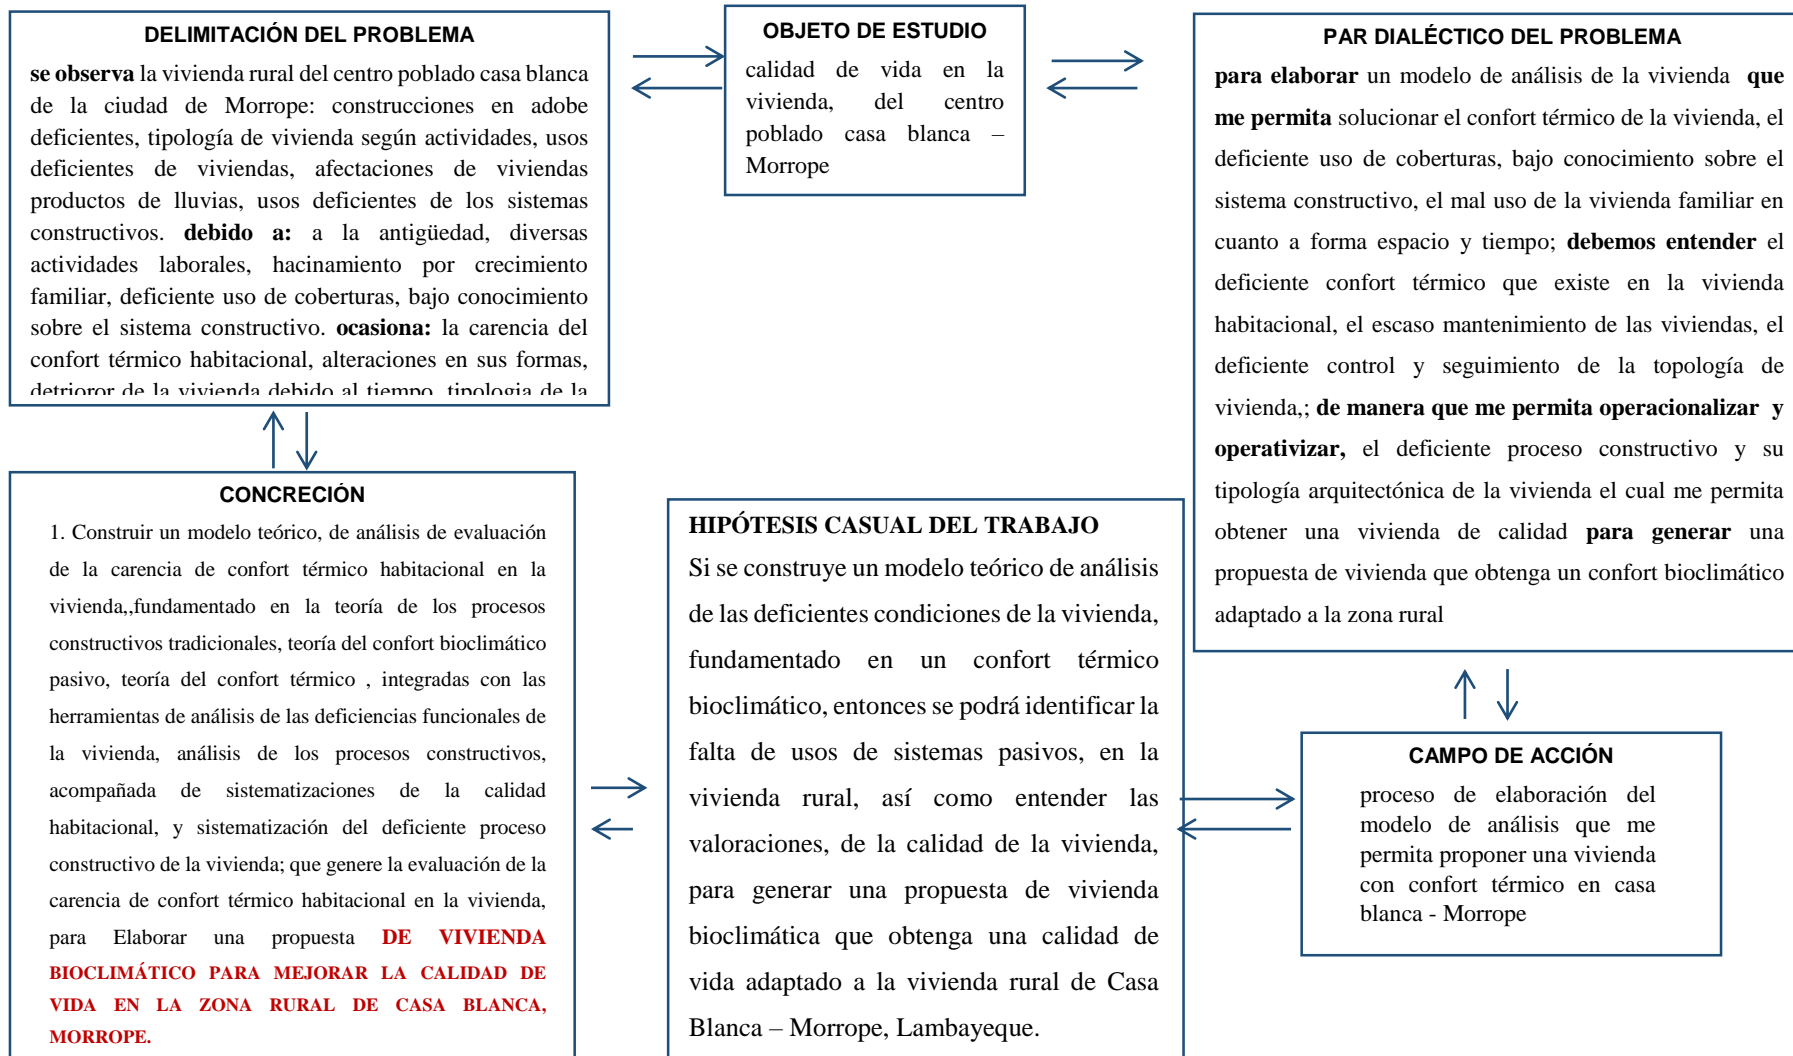 DELIMITACIÓN DEL PROBLEMA
se observa la vivienda rural del centro poblado casa blanca
de la ciudad de Morrope: construcciones en adobe
deficientes, tipología de vivienda según actividades, usos
deficientes de viviendas, afectaciones de viviendas
productos de lluvias, usos deficientes de los sistemas
constructivos. debido a: a la antigüedad, diversas
actividades laborales, hacinamiento por crecimiento
familiar, deficiente uso de coberturas, bajo conocimiento
sobre el sistema constructivo. ocasiona: la carencia del
confort térmico habitacional, alteraciones en sus formas,
detrioror de la vivienda debido al tiempo, tipologia de la
OBJETO DE ESTUDIO
calidad de vida en la
vivienda, del centro
poblado casa blanca –
Morrope
PAR DIALÉCTICO DEL PROBLEMA
para elaborar un modelo de análisis de la vivienda que
me permita solucionar el confort térmico de la vivienda, el
deficiente uso de coberturas, bajo conocimiento sobre el
sistema constructivo, el mal uso de la vivienda familiar en
cuanto a forma espacio y tiempo; debemos entender el
deficiente confort térmico que existe en la vivienda
habitacional, el escaso mantenimiento de las viviendas, el
deficiente control y seguimiento de la topología de
vivienda,; de manera que me permita operacionalizar y
operativizar, el deficiente proceso constructivo y su
tipología arquitectónica de la vivienda el cual me permita
obtener una vivienda de calidad para generar una
propuesta de vivienda que obtenga un confort bioclimático
adaptado a la zona rural
CONCRECIÓN
1. Construir un modelo teórico, de análisis de evaluación
de la carencia de confort térmico habitacional en la
vivienda,,fundamentado en la teoría de los procesos
constructivos tradicionales, teoría del confort bioclimático
pasivo, teoría del confort térmico , integradas con las
herramientas de análisis de las deficiencias funcionales de
la vivienda, análisis de los procesos constructivos,
acompañada de sistematizaciones de la calidad
habitacional, y sistematización del deficiente proceso
constructivo de la vivienda; que genere la evaluación de la
carencia de confort térmico habitacional en la vivienda,
para Elaborar una propuesta DE VIVIENDA
BIOCLIMÁTICO PARA MEJORAR LA CALIDAD DE
VIDA EN LA ZONA RURAL DE CASA BLANCA,
MORROPE.
HIPÓTESIS CASUAL DEL TRABAJO
Si se construye un modelo teórico de análisis
de las deficientes condiciones de la vivienda,
fundamentado en un confort térmico
bioclimático, entonces se podrá identificar la
falta de usos de sistemas pasivos, en la
vivienda rural, así como entender las
valoraciones, de la calidad de la vivienda,
para generar una propuesta de vivienda
bioclimática que obtenga una calidad de
vida adaptado a la vivienda rural de Casa
Blanca – Morrope, Lambayeque.
CAMPO DE ACCIÓN
proceso de elaboración del
modelo de análisis que me
permita proponer una vivienda
con confort térmico en casa
blanca - Morrope